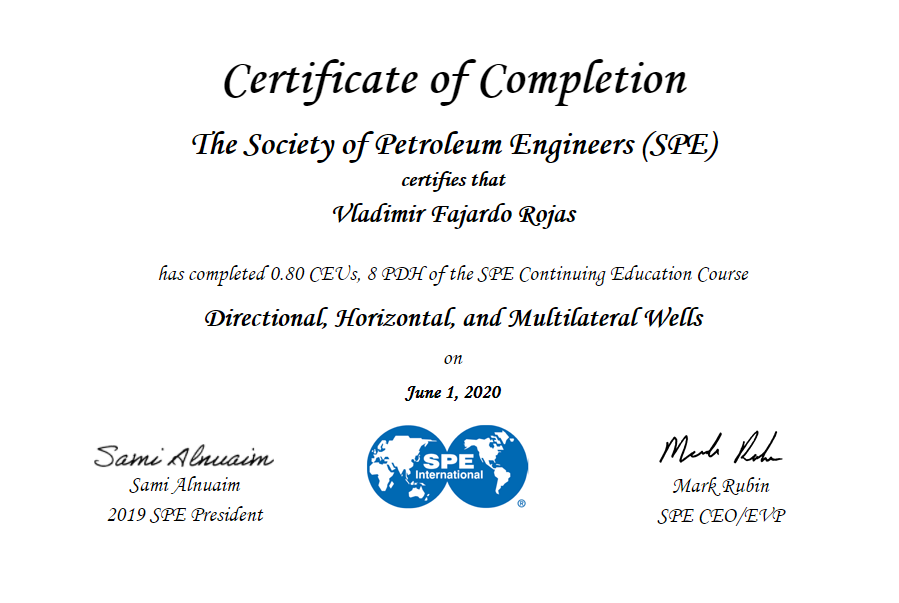 Certificate of Completion
The Society of Petroleum Engineers (SPE)
certifies that
Vladimir Fajardo Rojas
has completed 0.80 CEUs, 8 PDH of the SPE Continuing Education Course
Directional, Horizontal, and Multilateral Wells
on
June 1, 2020
Sami Alnuaim
SPE
International
®
Sami Alnuaim
2019 SPE President
Mark Rubin
SPE CEO/EVP